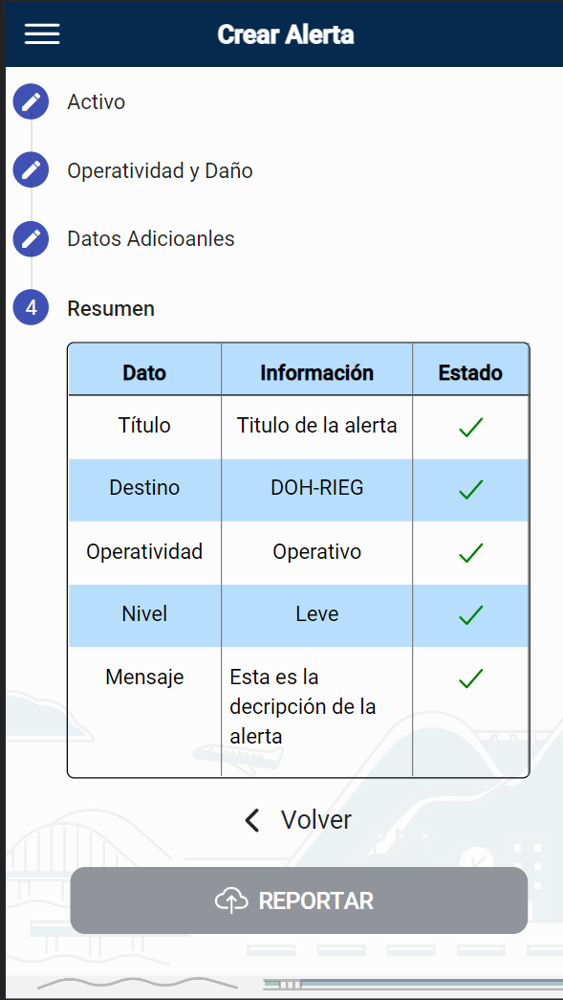 Crear Alerta
Activo
Operatividad y Daño
Datos Adicioanles
4 Resumen
Dato Información Estado
Título Titulo de la alerta
Destino DOH-RIEG
Operatividad Operativo
Nivel Leve
Mensaje Esta es la
decripción de la
alerta
Volver
REPORTAR